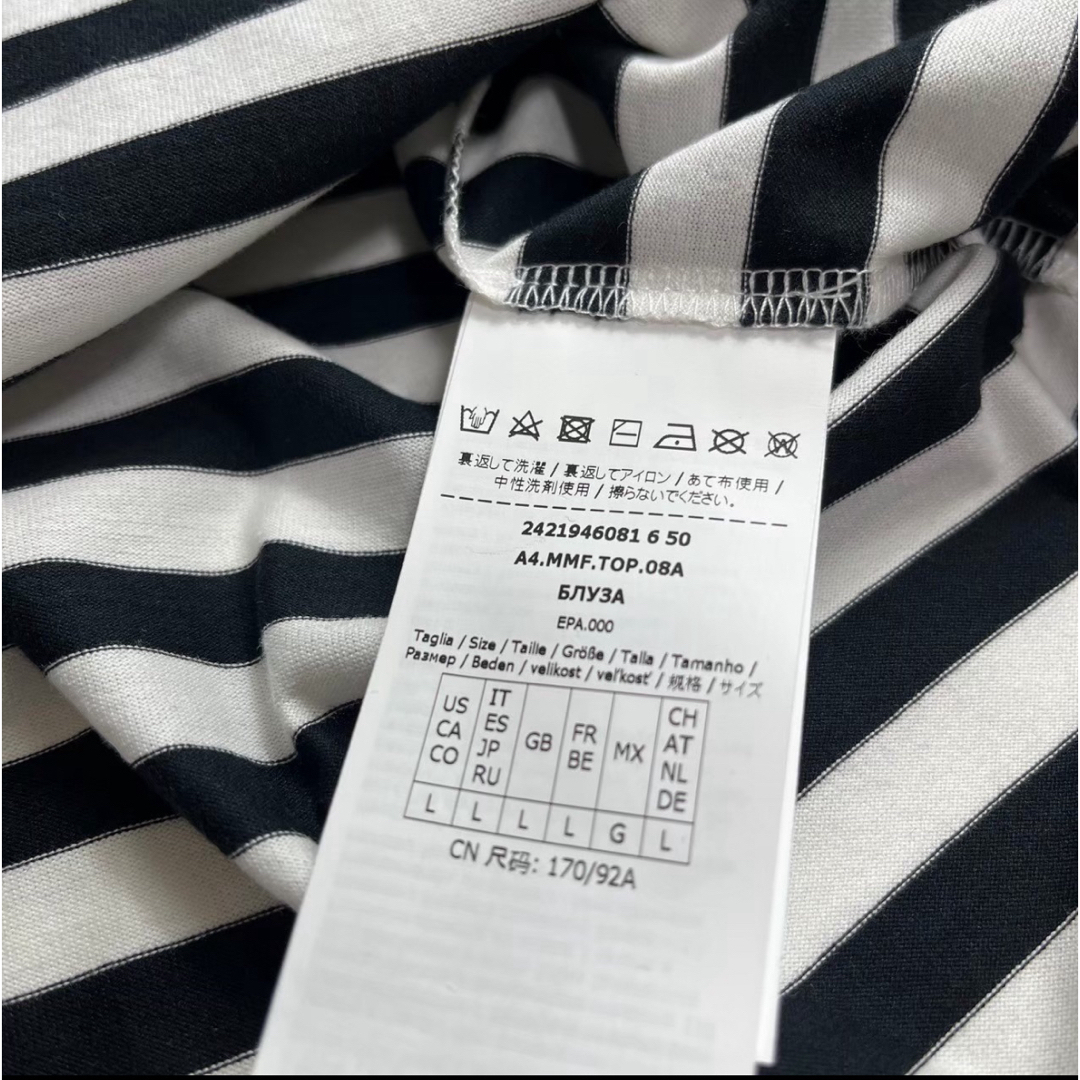 裏返して洗濯 / 裏返してアイロン / あて布使用 /
中性洗剤使用 / 擦らないでください。
2421946081 6 50
A4.MMF.TOP.08A
БЛУЗА
EPA.000
Taglia / Size / Taille / Größe / Talla / Tamanho /
Размер / Beden / velikost / veľkosť / 规格 / サイズ
US CA CO
IT ES JP RU
GB
FR BE
MX
CH AT NL DE
L L L L G L
CN 尺码: 170/92A